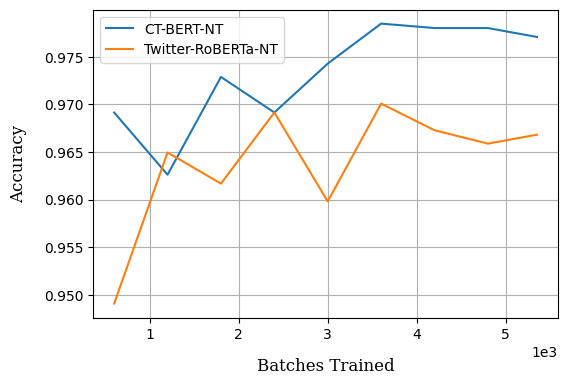 CT-BERT-NT
Twitter-RoBERTa-NT
0.975
0.970
0.965
0.960
0.955
0.950
Accuracy
1 2 3 4 5
1e3
Batches Trained